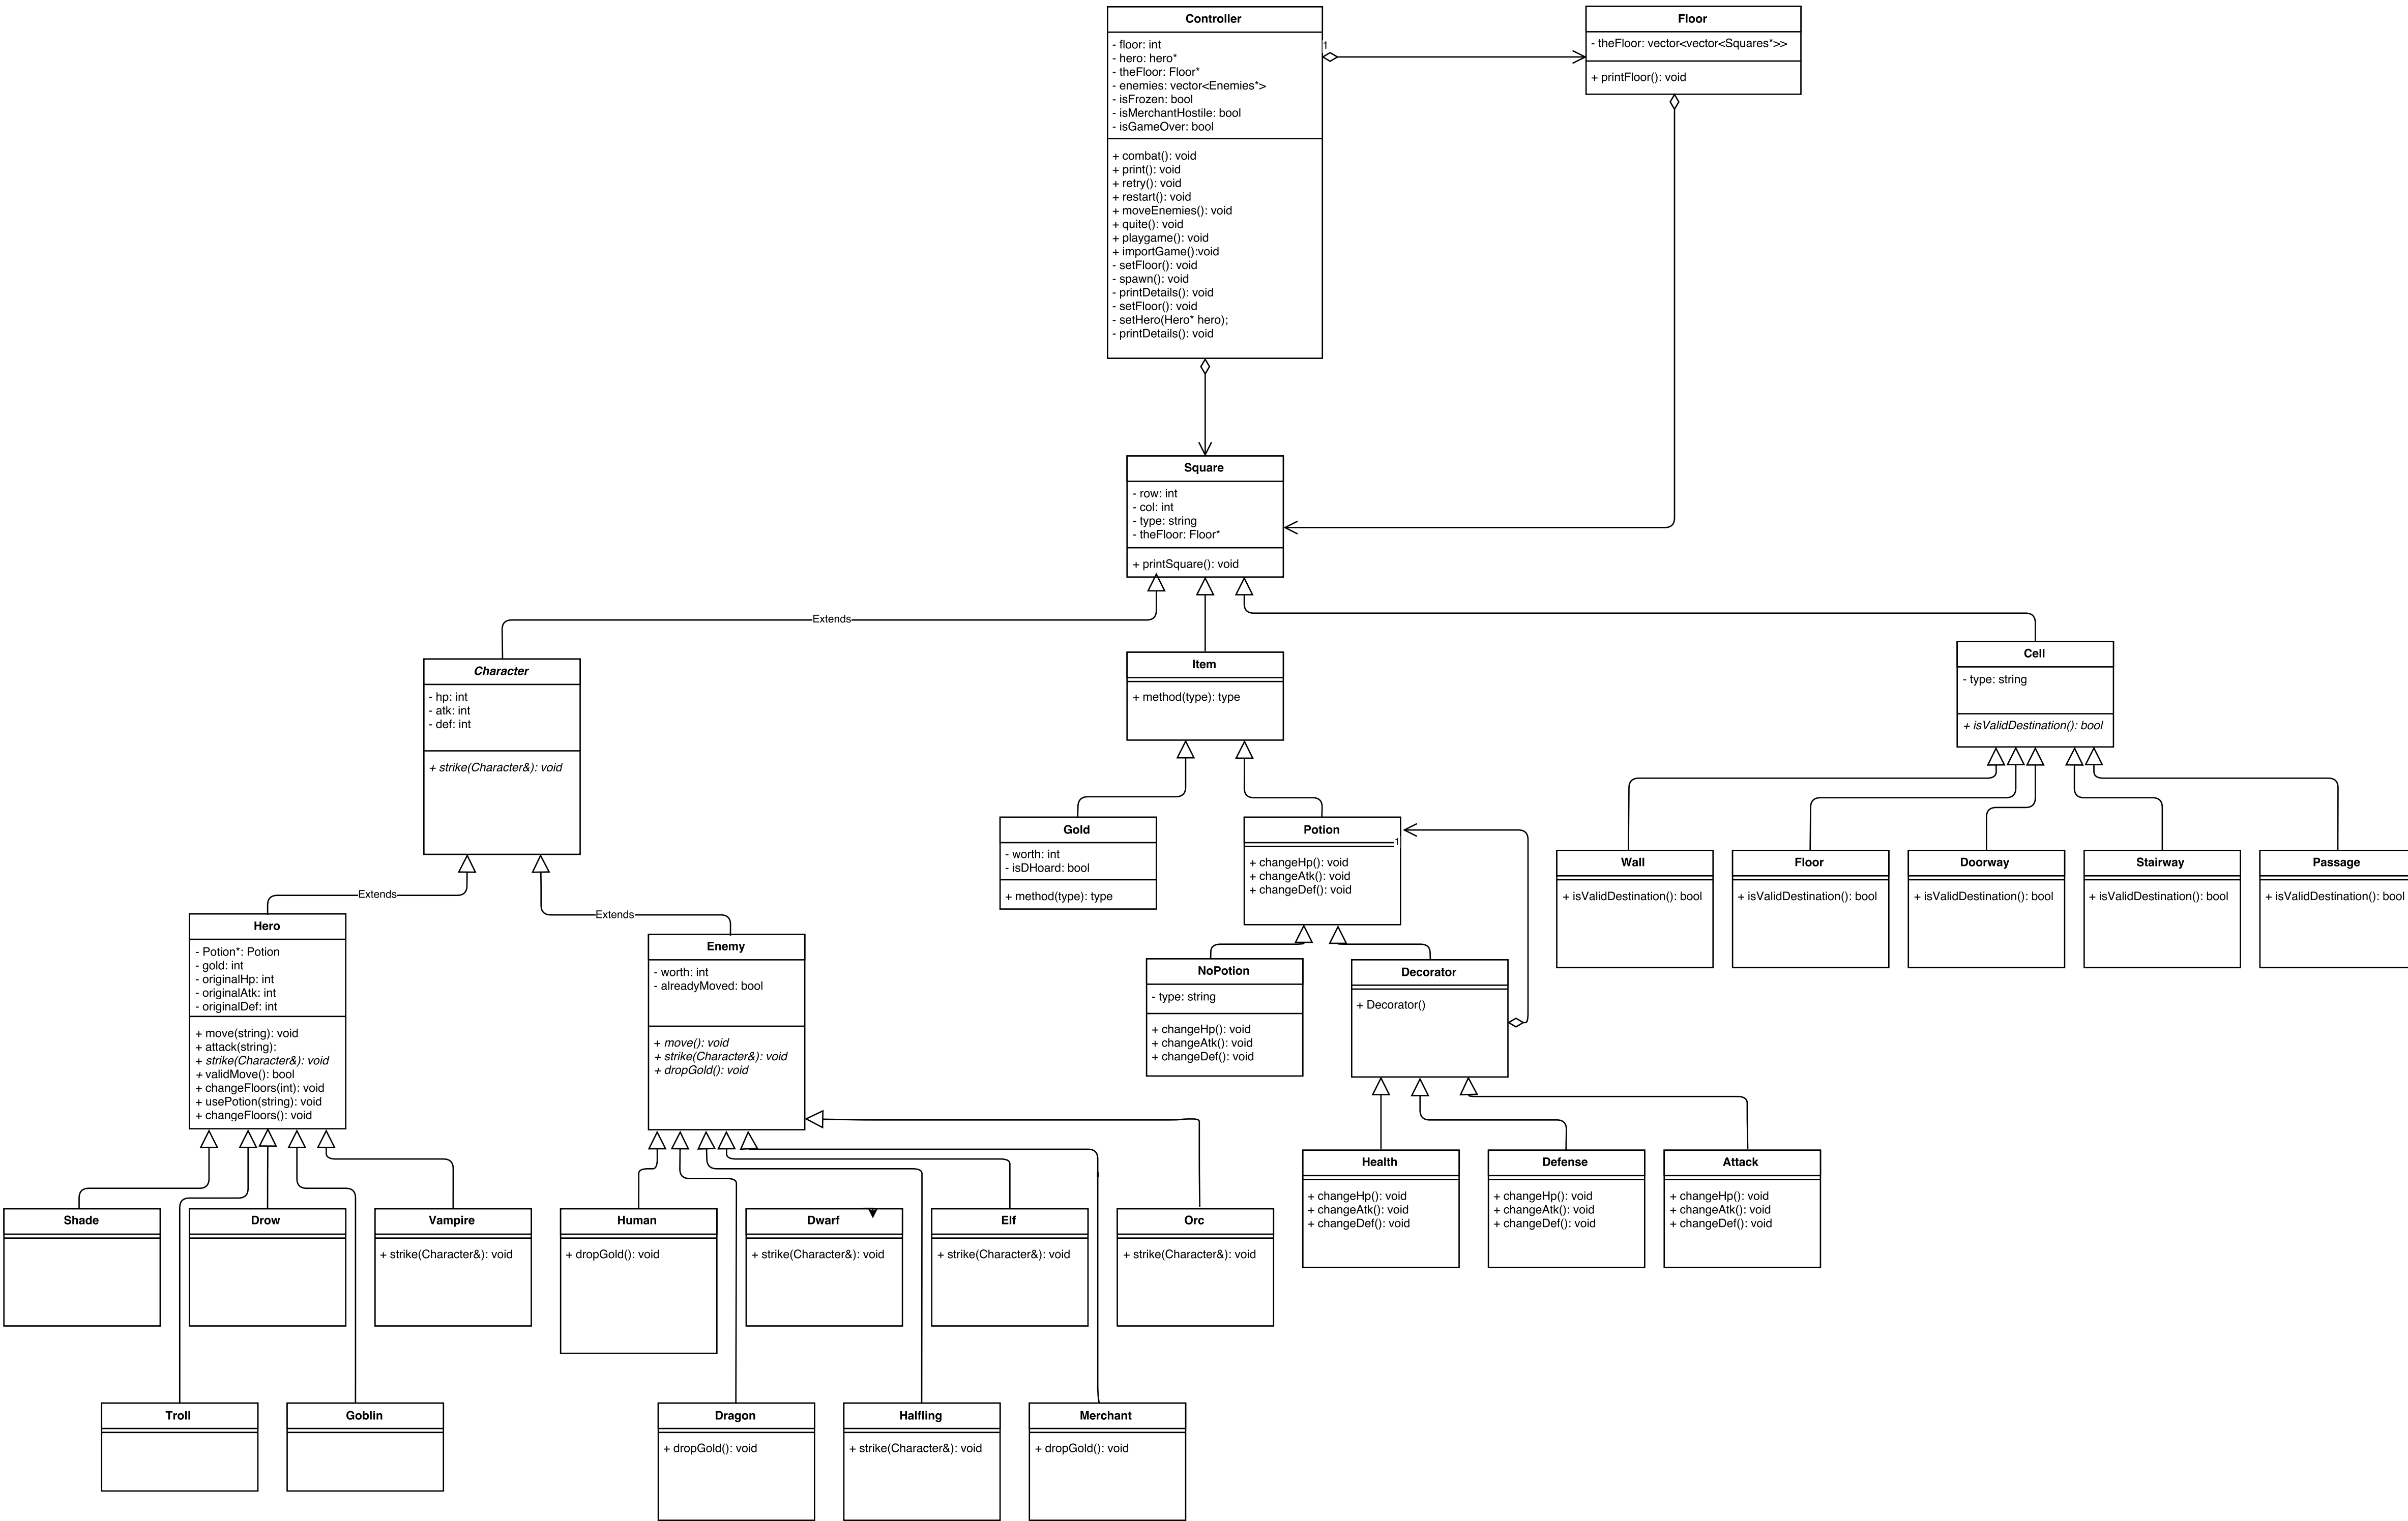 Controller
- floor: int
- hero: hero*
- theFloor: Floor*
- enemies: vector<Enemies*>
- isFrozen: bool
- isMerchantHostile: bool
- isGameOver: bool
+ combat(): void
+ print(): void
+ retry(): void
+ restart(): void
+ moveEnemies(): void
+ quite(): void
+ playgame(): void
+ importGame():void
- setFloor(): void
- spawn(): void
- printDetails(): void
- setFloor(): void
- setHero(Hero* hero);
- printDetails(): void
1
Floor
- theFloor: vector<vector<Squares*>>
+ printFloor(): void
Square
- row: int
- col: int
- type: string
- theFloor: Floor*
+ printSquare(): void
Extends
Character
- hp: int
- atk: int
- def: int
+ strike(Character&): void
Item
+ method(type): type
Cell
- type: string
+ isValidDestination(): bool
Extends
Extends
Hero
- Potion*: Potion
- gold: int
- originalHp: int
- originalAtk: int
- originalDef: int
+ move(string): void
+ attack(string):
+ strike(Character&): void
+ validMove(): bool
+ changeFloors(int): void
+ usePotion(string): void
+ changeFloors(): void
Enemy
- worth: int
- alreadyMoved: bool
+ move(): void
+ strike(Character&): void
+ dropGold(): void
Gold
- worth: int
- isDHoard: bool
+ method(type): type
Potion
1
+ changeHp(): void
+ changeAtk(): void
+ changeDef(): void
NoPotion
- type: string
+ changeHp(): void
+ changeAtk(): void
+ changeDef(): void
Decorator
+ Decorator()
Wall
+ isValidDestination(): bool
Floor
+ isValidDestination(): bool
Doorway
+ isValidDestination(): bool
Stairway
+ isValidDestination(): bool
Passage
+ isValidDestination(): bool
Health
+ changeHp(): void
+ changeAtk(): void
+ changeDef(): void
Defense
+ changeHp(): void
+ changeAtk(): void
+ changeDef(): void
Attack
+ changeHp(): void
+ changeAtk(): void
+ changeDef(): void
Shade
Drow
Vampire
+ strike(Character&): void
Human
+ dropGold(): void
Dwarf
+ strike(Character&): void
Elf
+ strike(Character&): void
Orc
+ strike(Character&): void
Troll
Goblin
Dragon
+ dropGold(): void
Halfling
+ strike(Character&): void
Merchant
+ dropGold(): void